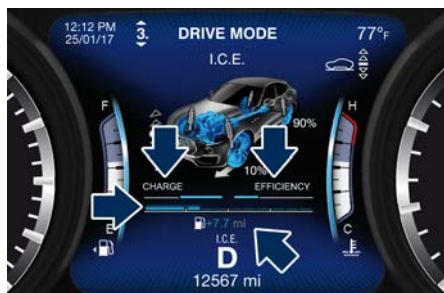 12:12 PM
25/01/17
3.
DRIVE MODE
77°F
I.C.E.
F
H
90%
10%
CHARGE
EFFICIENCY
E
C
+7.7 mi
I.C.E.
D
12567 mi